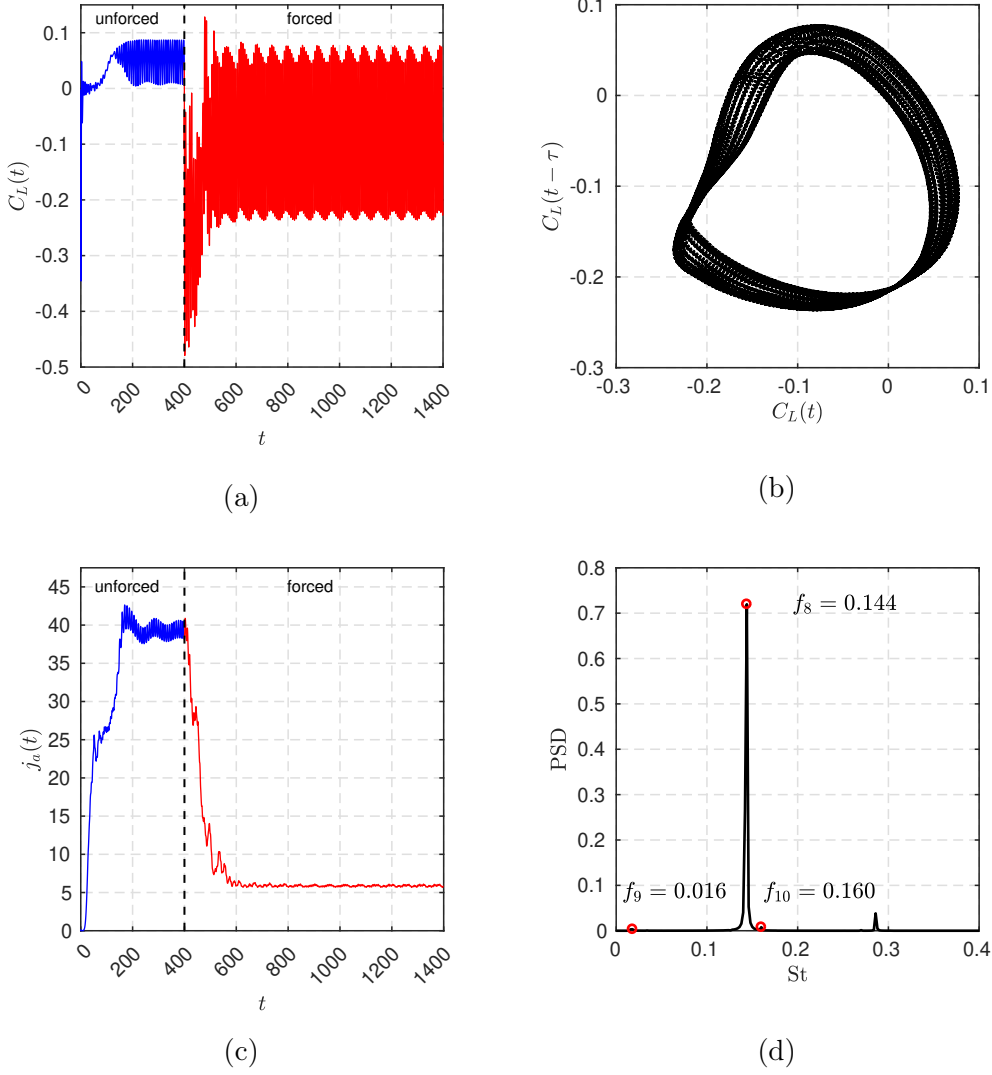 unforced forced
0.1
0
-0.1
-0.2
-0.3
-0.4
-0.5
C_L(t)
0 200 400 600 800 1000 1200 1400
t
(a)
0.1
0
-0.1
-0.2
-0.3
C_L(t − τ)
-0.3 -0.2 -0.1 0 0.1
C_L(t)
(b)
unforced forced
45
40
35
30
25
20
15
10
5
0
j_a(t)
0 200 400 600 800 1000 1200 1400
t
(c)
0.8
0.7
0.6
0.5
0.4
0.3
0.2
0.1
0
PSD
f_8 = 0.144
f_9 = 0.016 f_10 = 0.160
0 0.1 0.2 0.3 0.4
St
(d)